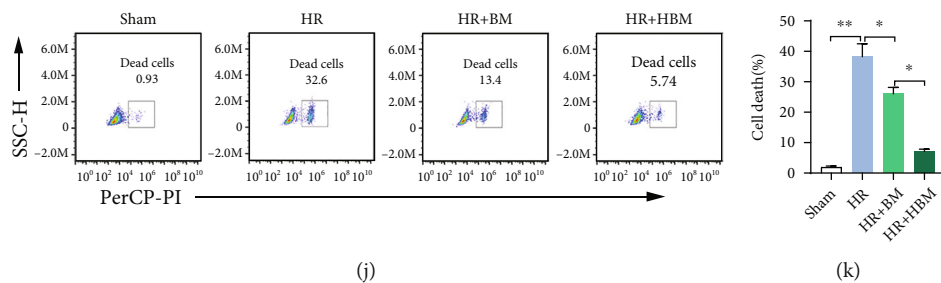 Sham
HR
HR+BM
HR+HBM
SSC-H
6.0M
4.0M
2.0M
0
−2.0M
Dead cells
0.93
10⁰ 10² 10⁴ 10⁶ 10⁸ 10¹⁰
6.0M
4.0M
2.0M
0
−2.0M
Dead cells
32.6
10⁰ 10² 10⁴ 10⁶ 10⁸ 10¹⁰
6.0M
4.0M
2.0M
0
−2.0M
Dead cells
13.4
10⁰ 10² 10⁴ 10⁶ 10⁸ 10¹⁰
6.0M
4.0M
2.0M
0
−2.0M
Dead cells
5.74
10⁰ 10² 10⁴ 10⁶ 10⁸ 10¹⁰
PerCP-PI
(j)
Cell death(%)
50
40
30
20
10
0
**
*
*
Sham
HR
HR+BM
HR+HBM
(k)